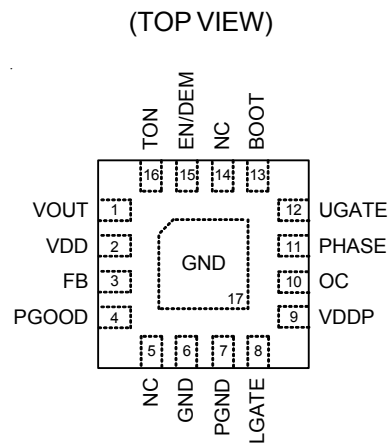 (TOP VIEW)
TON
EN/DEM
NC
BOOT
16
15
14
13
VOUT 1
12 UGATE
VDD 2
11 PHASE
FB 3
GND
10 OC
PGOOD 4
17
9 VDDP
5
6
7
8
NC
GND
PGND
LGATE